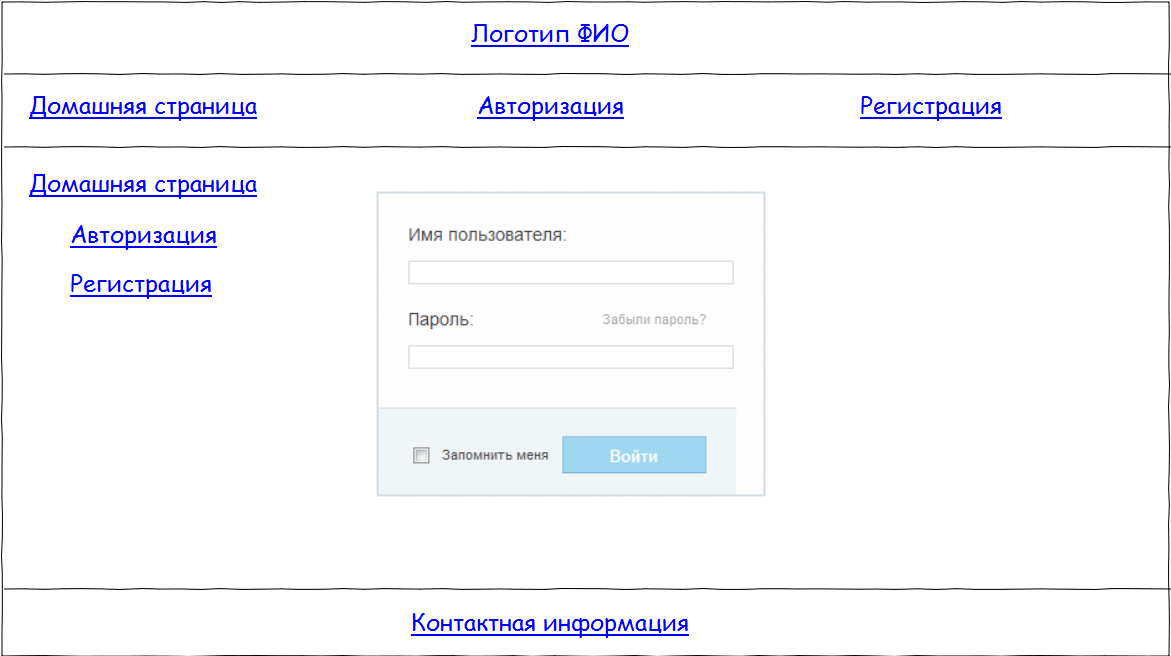 Логотип ФИО
Домашняя страница Авторизация Регистрация
Домашняя страница
Авторизация
Регистрация
Имя пользователя:
Пароль: Забыли пароль?
Запомнить меня Войти
Контактная информация